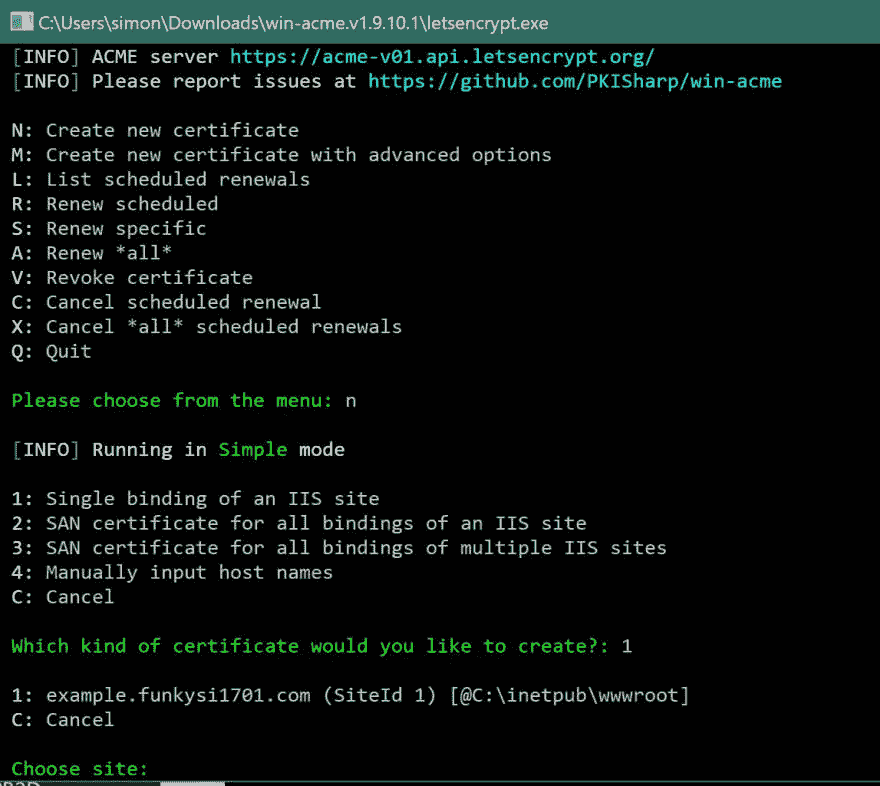 C:\Users\simon\Downloads\win-acme.v1.9.10.1\letsencrypt.exe
[INFO] ACME server https://acme-v01.api.letsencrypt.org/
[INFO] Please report issues at https://github.com/PKISharp/win-acme
N: Create new certificate
M: Create new certificate with advanced options
L: List scheduled renewals
R: Renew scheduled
S: Renew specific
A: Renew *all*
V: Revoke certificate
C: Cancel scheduled renewal
X: Cancel *all* scheduled renewals
Q: Quit
Please choose from the menu: n
[INFO] Running in Simple mode
1: Single binding of an IIS site
2: SAN certificate for all bindings of an IIS site
3: SAN certificate for all bindings of multiple IIS sites
4: Manually input host names
C: Cancel
Which kind of certificate would you like to create?: 1
1: example.funkysi1701.com (SiteId 1) [@C:\inetpub\wwwroot]
C: Cancel
Choose site: